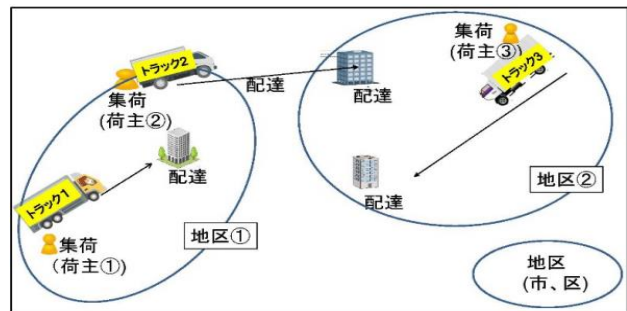 トラック2
集荷
(荷主②)
配達
配達
トラック1
集荷
(荷主①)
地区①
配達
集荷
(荷主③)
トラック3
配達
地区②
地区
(市、区)